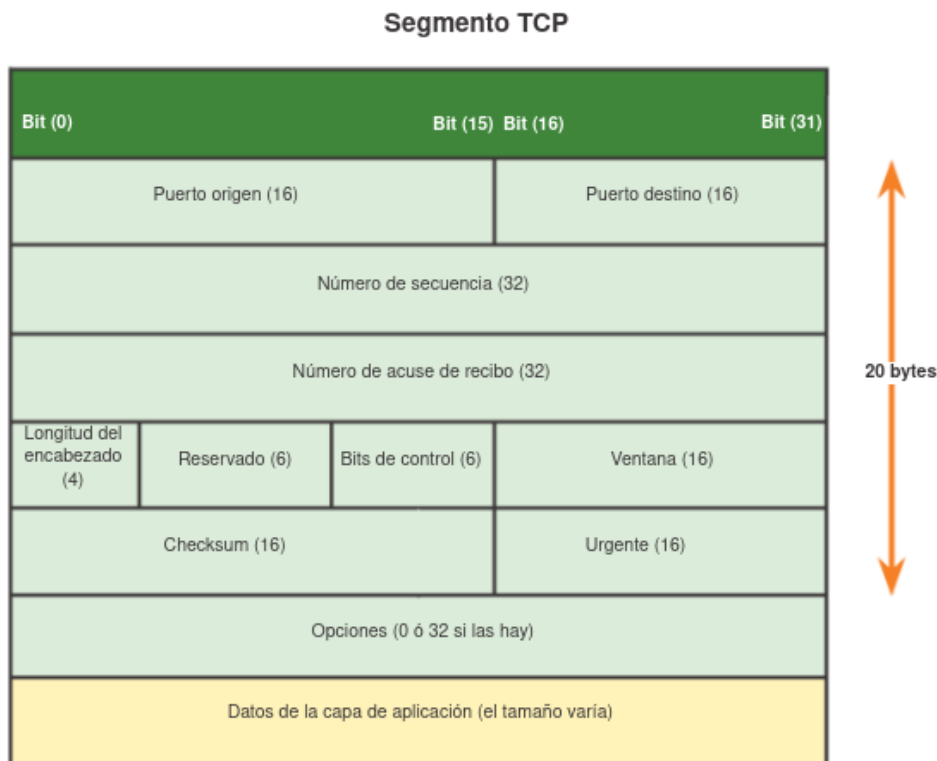 Segmento TCP
Bit (0)
Bit (15)
Bit (16)
Bit (31)
Puerto origen (16)
Puerto destino (16)
Número de secuencia (32)
Número de acuse de recibo (32)
20 bytes
Longitud del
encabezado
(4)
Reservado (6)
Bits de control (6)
Ventana (16)
Checksum (16)
Urgente (16)
Opciones (0 ó 32 si las hay)
Datos de la capa de aplicación (el tamaño varía)